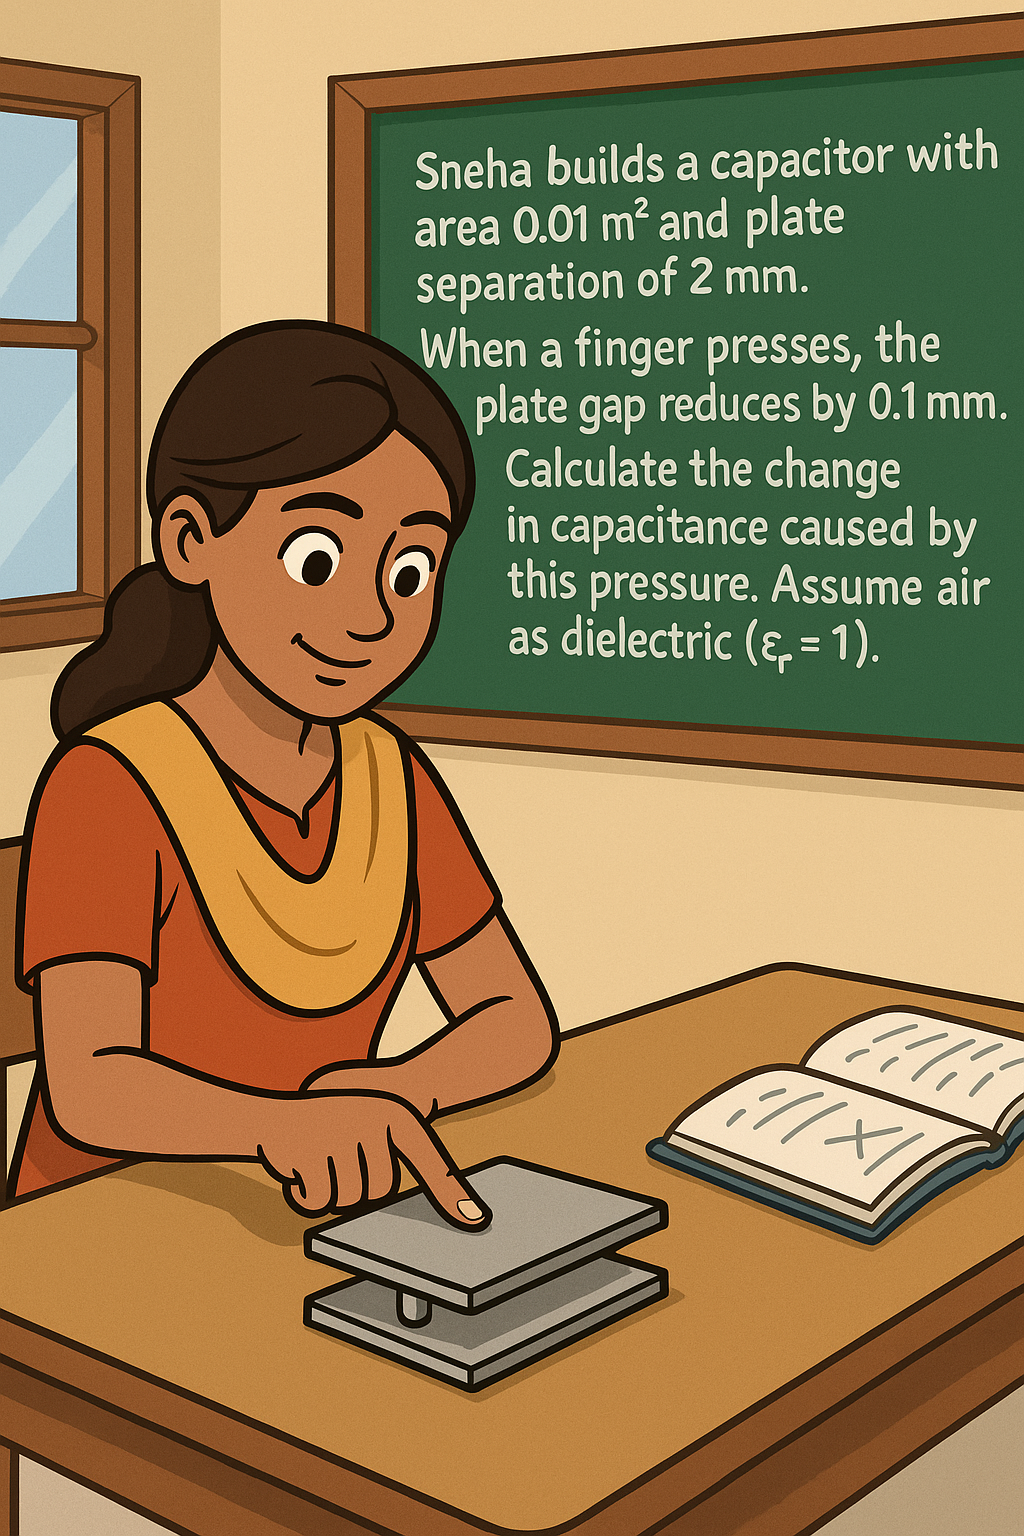 Sneha builds a capacitor with
area 0.01 m² and plate
separation of 2 mm.
When a finger presses, the
plate gap reduces by 0.1 mm.
Calculate the change
in capacitance caused by
this pressure. Assume air
as dielectric (εᵣ = 1).